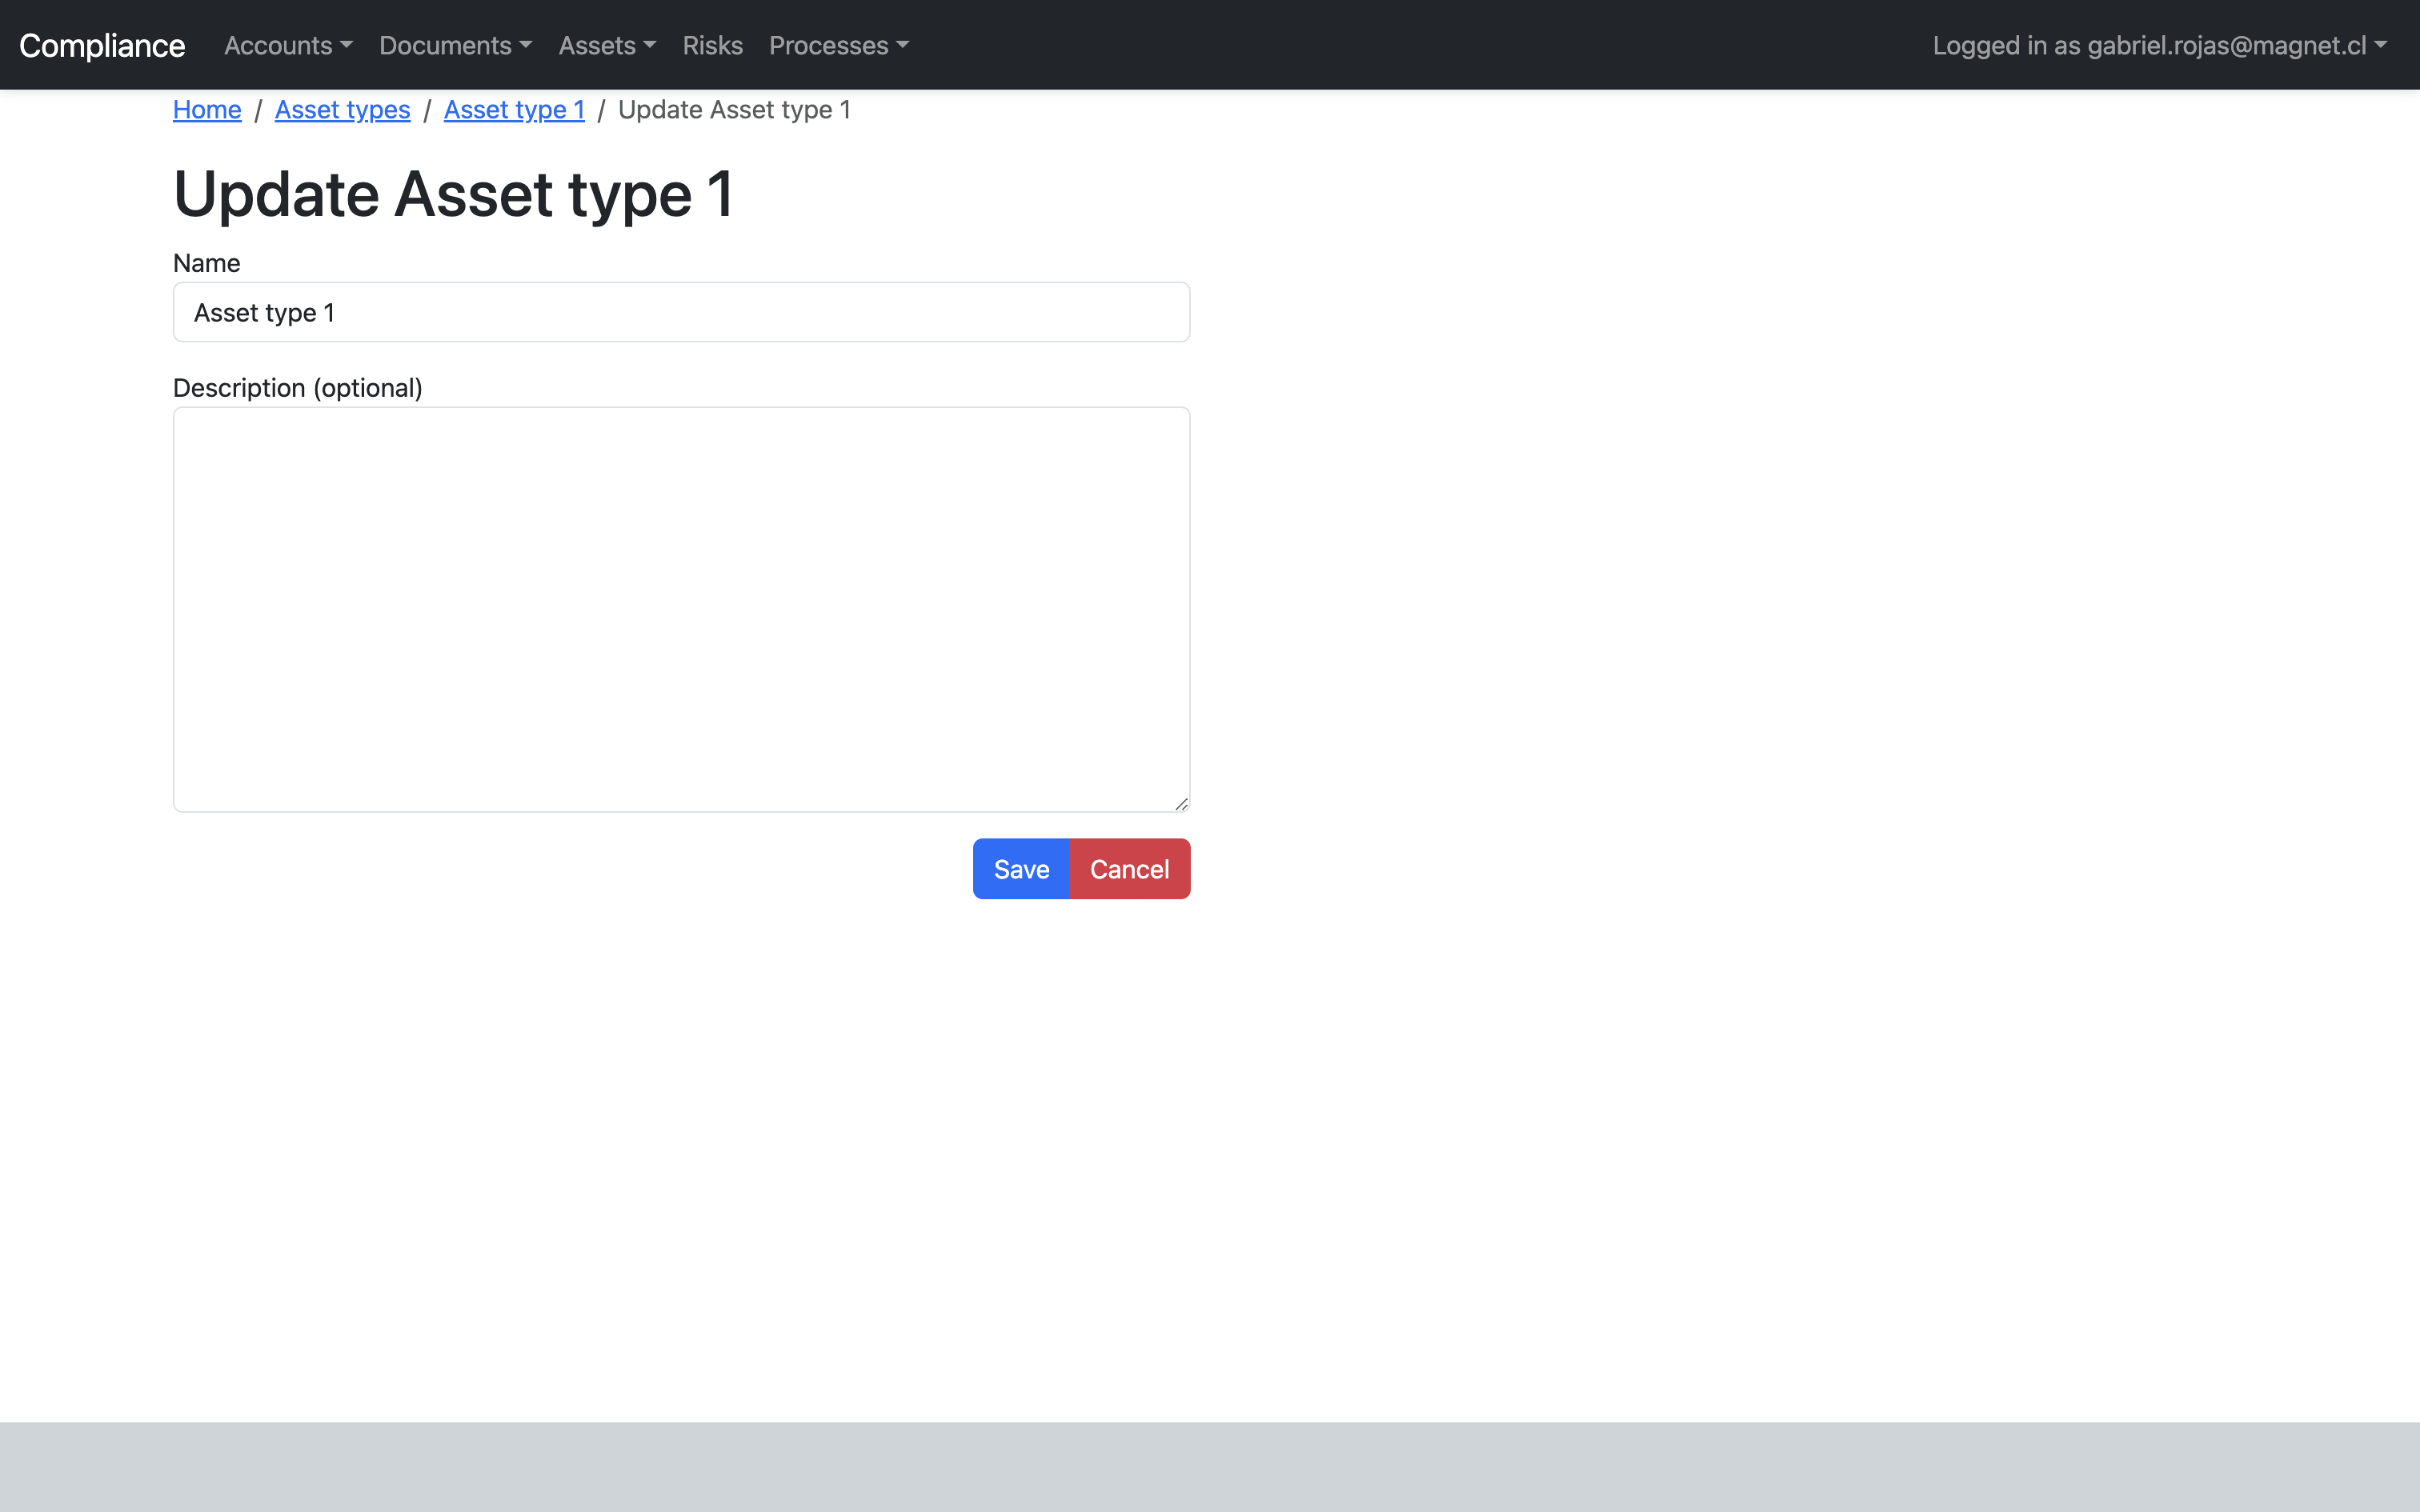 Compliance Accounts Documents Assets Risks Processes Logged in as gabriel.rojas@magnet.cl
Home / Asset types / Asset type 1 / Update Asset type 1
Update Asset type 1
Name
Asset type 1
Description (optional)
Save Cancel